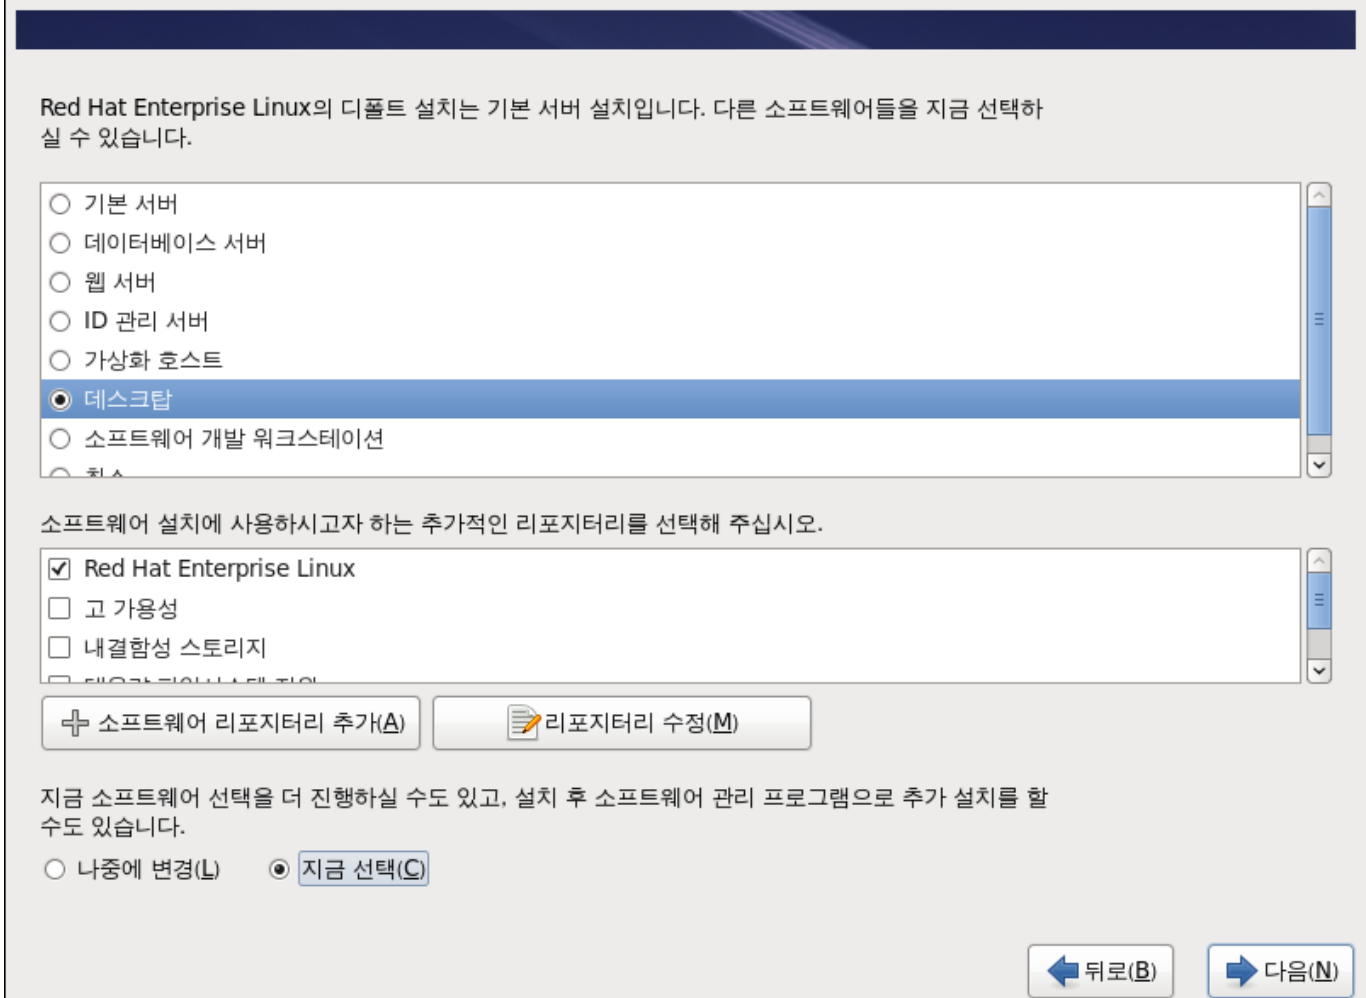 Red Hat Enterprise Linux의 디폴트 설치는 기본 서버 설치입니다. 다른 소프트웨어들을 지금 선택하
실 수 있습니다.
기본 서버
데이터베이스 서버
웹 서버
ID 관리 서버
가상화 호스트
데스크탑
소프트웨어 개발 워크스테이션
소프트웨어 설치에 사용하시고자 하는 추가적인 리포지터리를 선택해 주십시오.
Red Hat Enterprise Linux
고 가용성
내결함성 스토리지
소프트웨어 리포지터리 추가(A) 리포지터리 수정(M)
지금 소프트웨어 선택을 더 진행하실 수도 있고, 설치 후 소프트웨어 관리 프로그램으로 추가 설치를 할
수도 있습니다.
나중에 변경(L) 지금 선택(C)
뒤로(B) 다음(N)